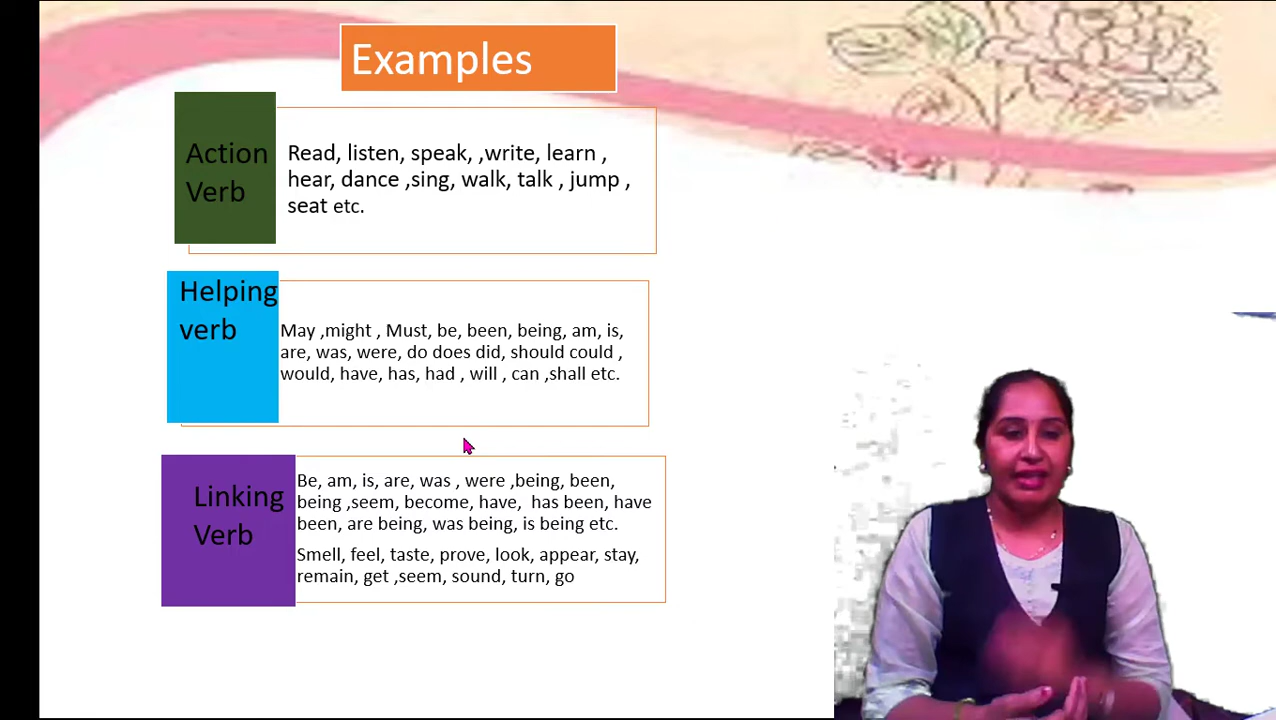 Examples
Action
Verb
Read, listen, speak, ,write, learn ,
hear, dance ,sing, walk, talk , jump ,
seat etc.
Helping
verb
May ,might , Must, be, been, being, am, is,
are, was, were, do does did, should could ,
would, have, has, had , will , can ,shall etc.
Linking
Verb
Be, am, is, are, was , were ,being, been,
being ,seem, become, have, has been, have
been, are being, was being, is being etc.
Smell, feel, taste, prove, look, appear, stay,
remain, get ,seem, sound, turn, go